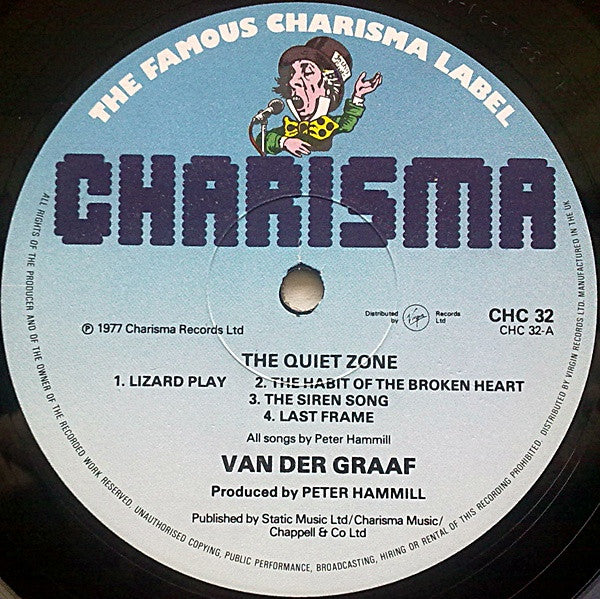 THE FAMOUS CHARISMA LABEL
CHARISMA
Distributed by Virgin Records Ltd
CHC 32
CHC 32-A
℗ 1977 Charisma Records Ltd
THE QUIET ZONE
1. LIZARD PLAY 2. THE HABIT OF THE BROKEN HEART
3. THE SIREN SONG
4. LAST FRAME
All songs by Peter Hammill
VAN DER GRAAF
Produced by PETER HAMMILL
Published by Static Music Ltd/Charisma Music/
Chappell & Co Ltd
ALL RIGHTS OF THE PRODUCER AND OF THE OWNER OF THE RECORDED WORK RESERVED. UNAUTHORISED COPYING, PUBLIC PERFORMANCE, BROADCASTING, HIRING OR RENTAL OF THIS RECORDING PROHIBITED. DISTRIBUTED BY VIRGIN RECORDS LTD. MANUFACTURED IN THE UK